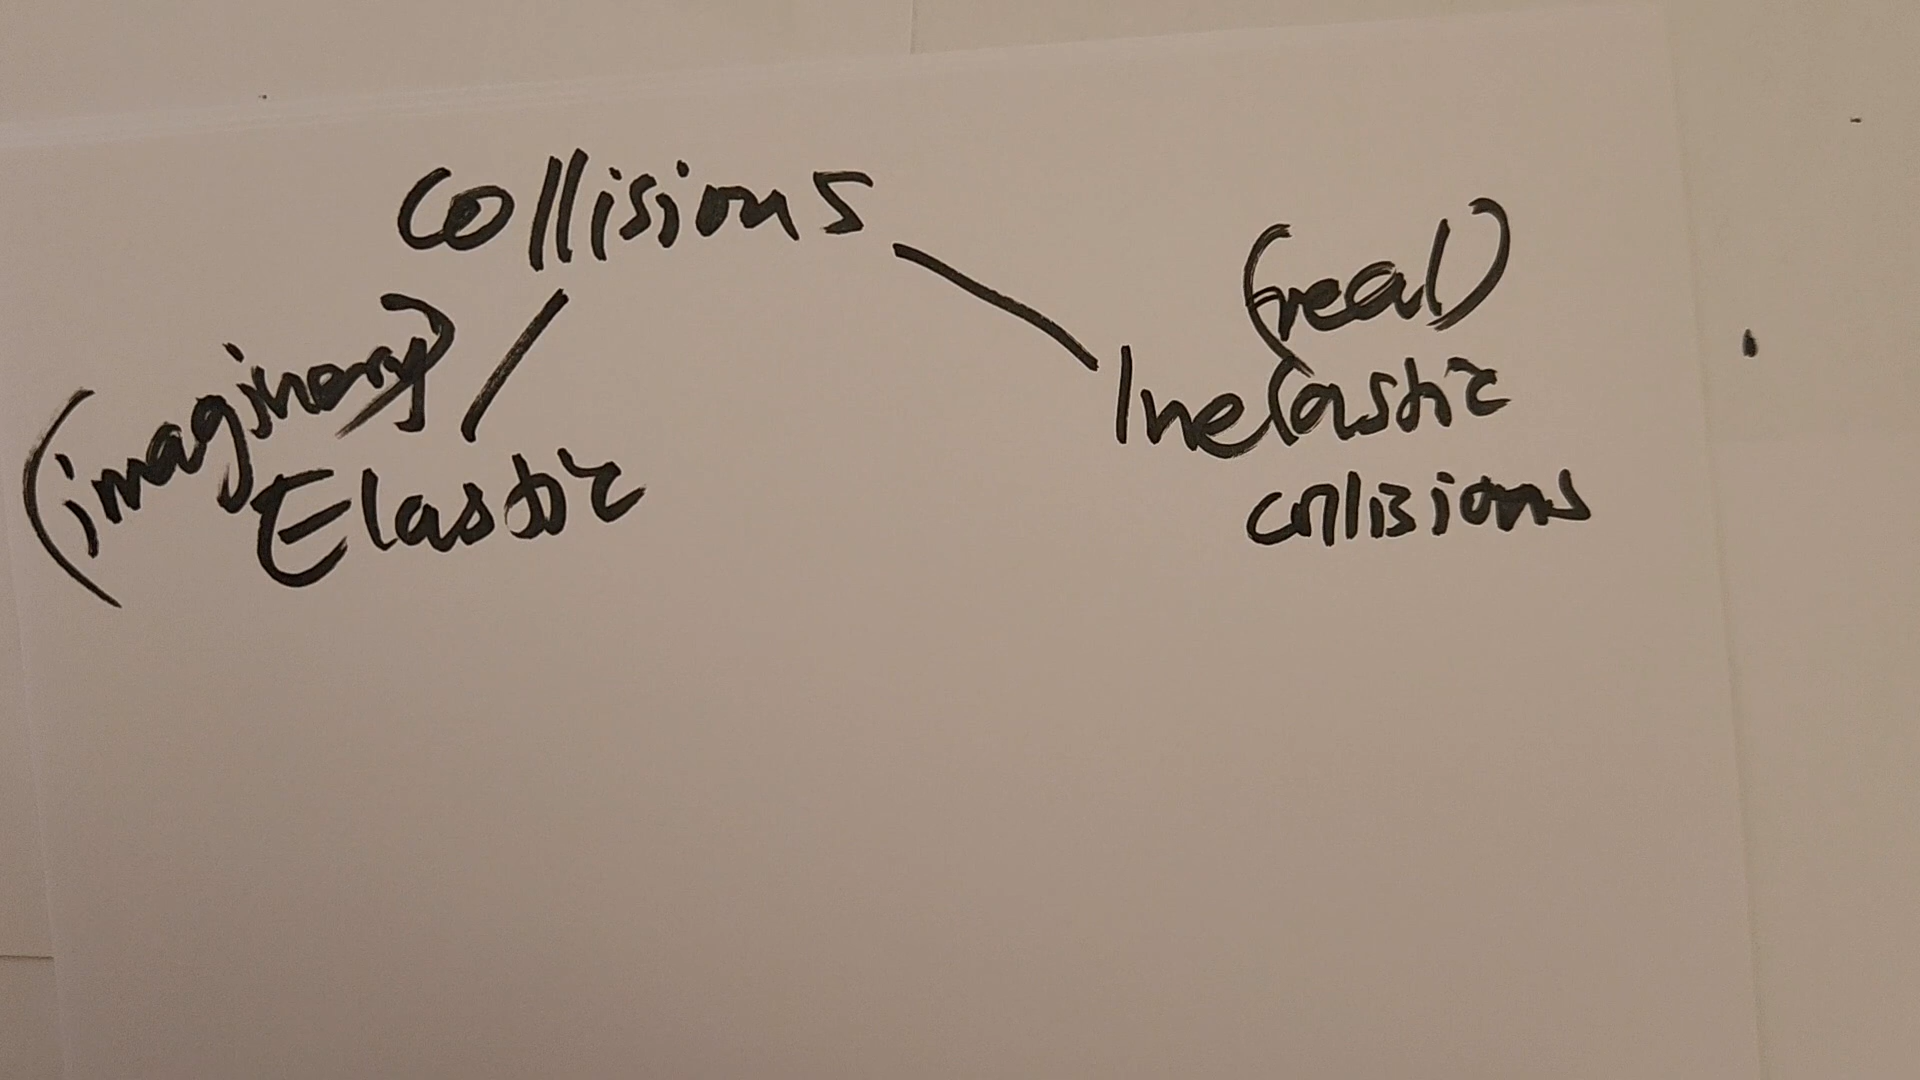 Collisions
(imaginary)
Elastic
(real)
Inelastic
collisions